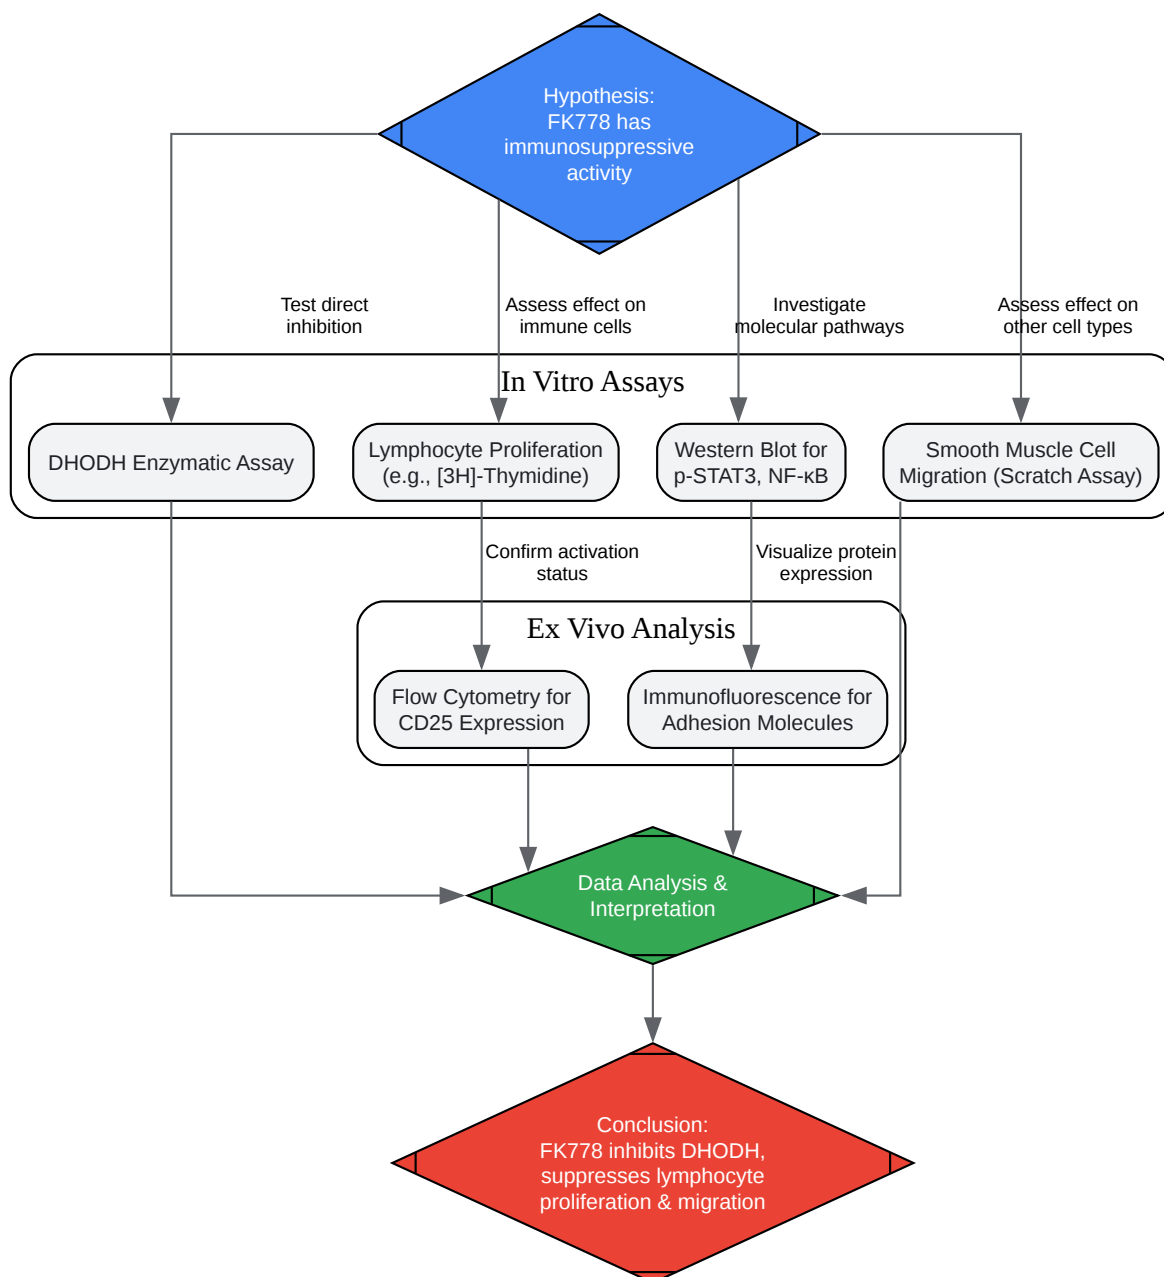 Hypothesis:
FK778 has
immunosuppressive
activity
Test direct
inhibition
Assess effect on
immune cells
Investigate
molecular pathways
Assess effect on
other cell types
In Vitro Assays
DHODH Enzymatic Assay
Lymphocyte Proliferation
(e.g., [3H]-Thymidine)
Western Blot for
p-STAT3, NF-κB
Smooth Muscle Cell
Migration (Scratch Assay)
Confirm activation
status
Visualize protein
expression
Ex Vivo Analysis
Flow Cytometry for
CD25 Expression
Immunofluorescence for
Adhesion Molecules
Data Analysis &
Interpretation
Conclusion:
FK778 inhibits DHODH,
suppresses lymphocyte
proliferation & migration